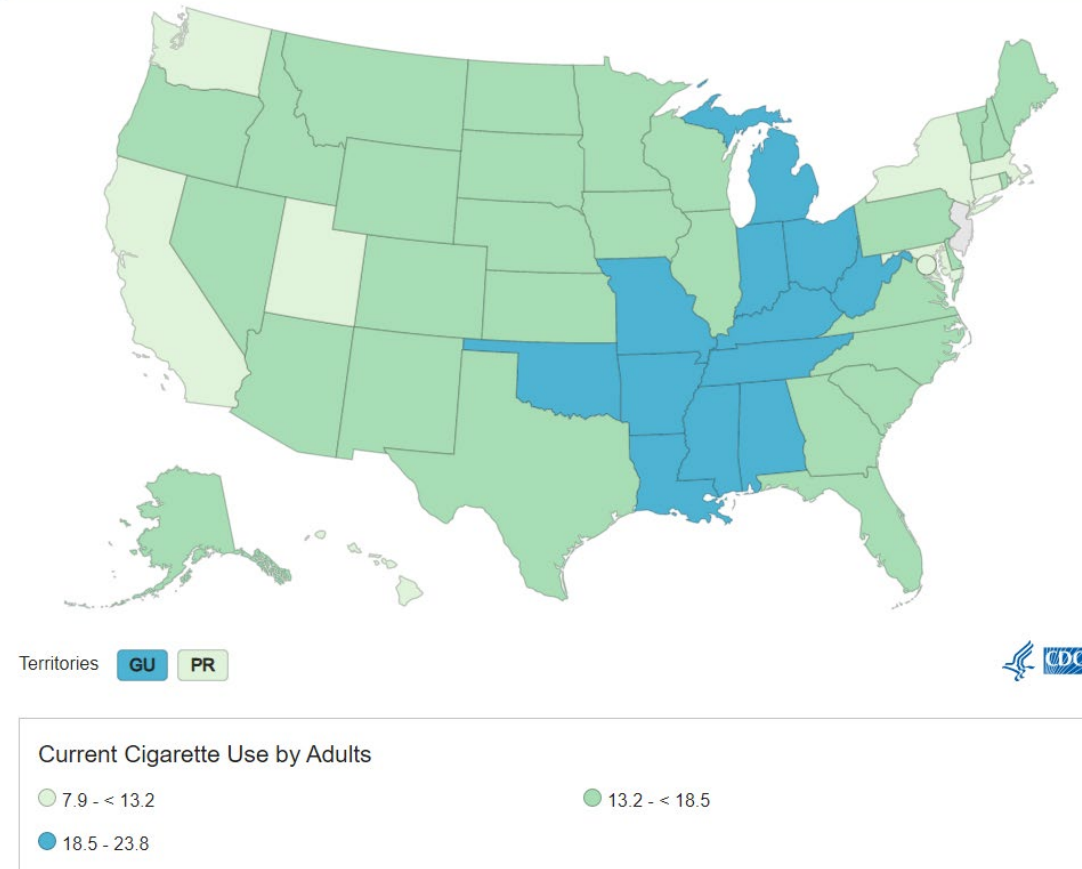 Territories GU PR
CDC
Current Cigarette Use by Adults
7.9 - < 13.2 13.2 - < 18.5
18.5 - 23.8